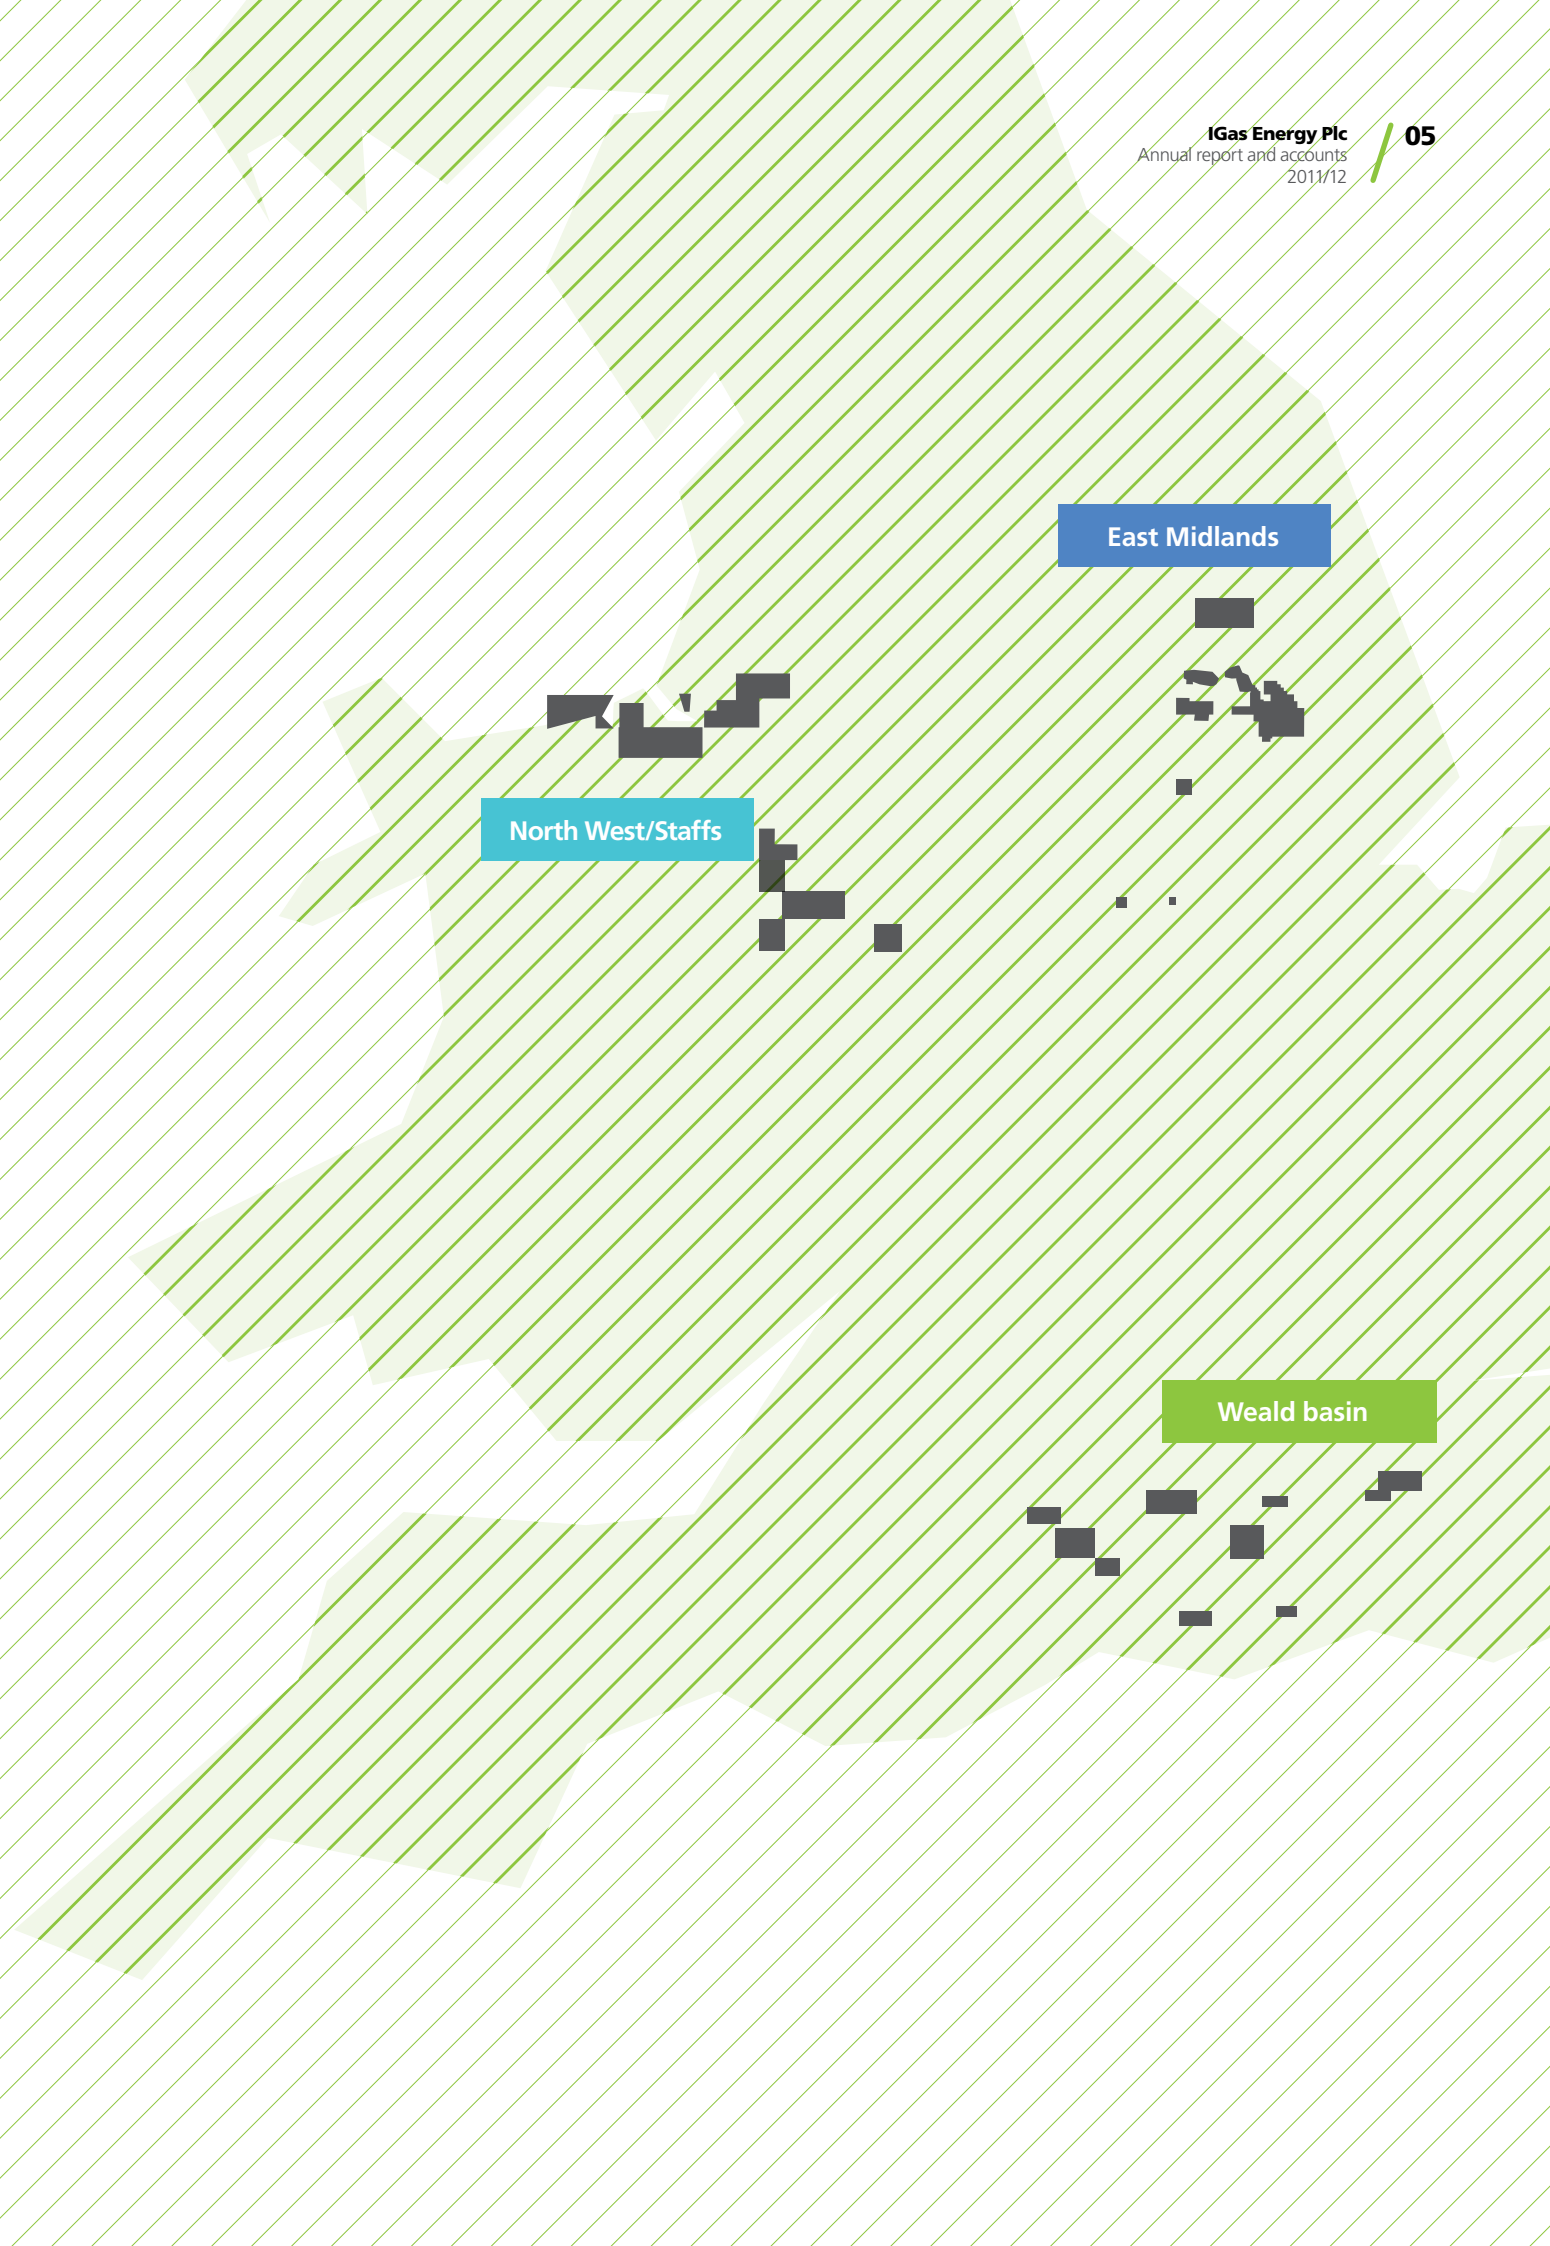 IGas Energy Plc
Annual report and accounts
2011/12
05
East Midlands
North West/Staffs
Weald basin